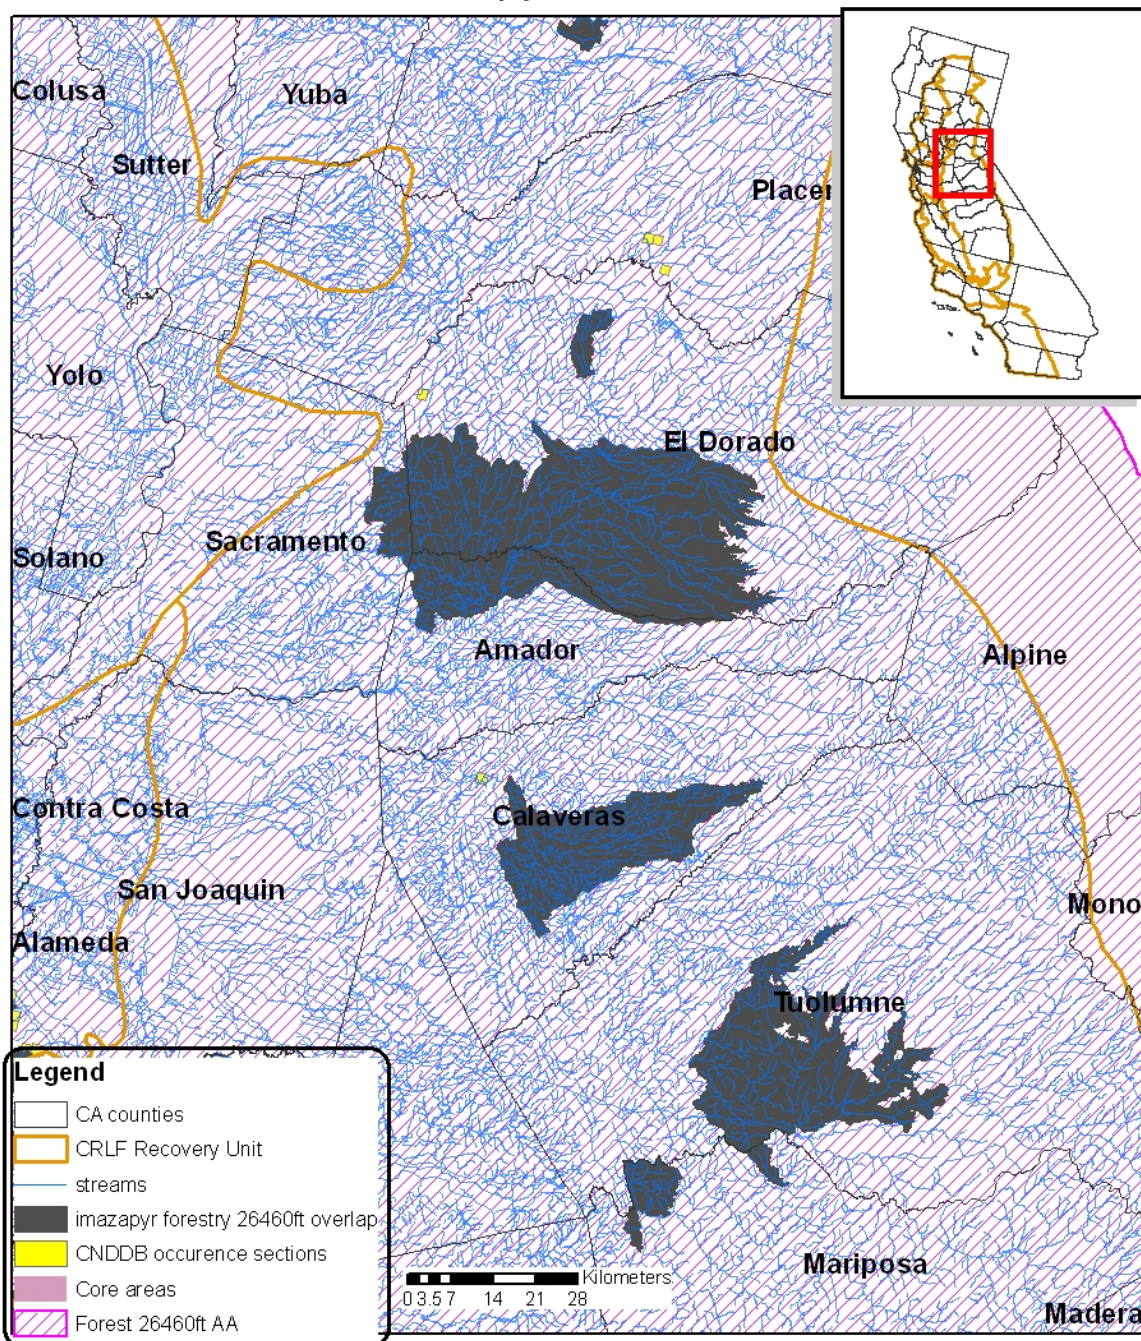 Colusa
Yuba
Sutter
Placer
Yolo
El Dorado
Sacramento
Solano
Amador
Alpine
Contra Costa
Calaveras
San Joaquin
Mono
Alameda
Tuolumne
Legend
CA counties
CRLF Recovery Unit
streams
imazapyr forestry 26460ft overlap
CNDDB occurence sections
Core areas
Forest 26460ft AA
Kilometers
0 3.5 7 14 21 28
Mariposa
Madera